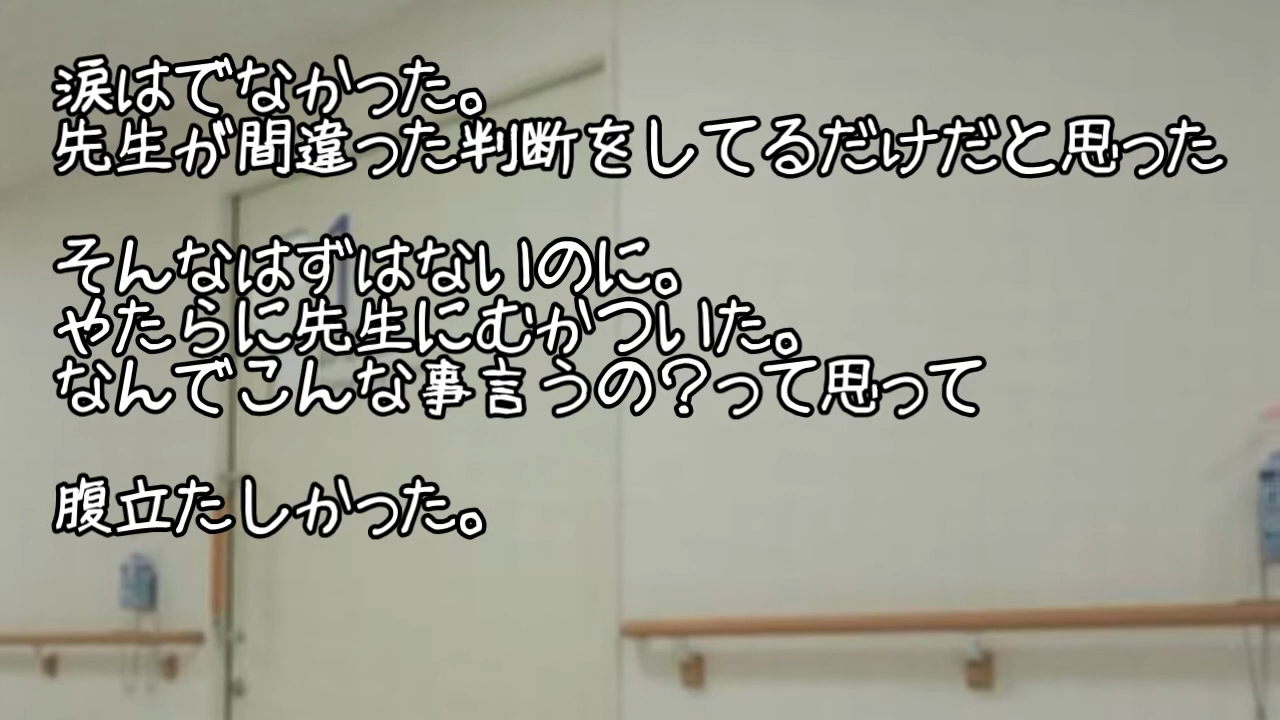 涙はでなかった。
先生が間違った判断をしてるだけだと思った
そんなはずはないのに。
やたらに先生にむかついた。
なんでこんな事言うの？って思って
腹立たしかった。